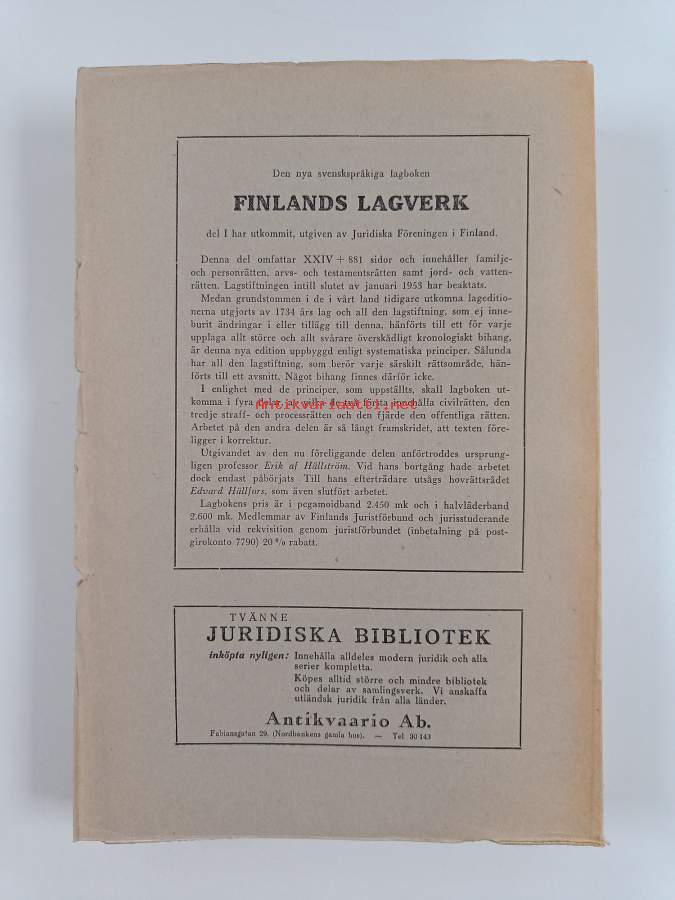 Den nya svenskspråkiga lagboken
FINLANDS LAGVERK
del I har utkommit, utgiven av Juridiska Föreningen i Finland.
Denna del omfattar XXIV + 881 sidor och innehåller familje-
och personrätten, arvs- och testamentsrätten samt jord- och vatten-
rätten. Lagstiftningen intill slutet av januari 1953 har beaktats.
Medan grundstommen i de i vårt land tidigare utkomna lageditio-
nerna utgjorts av 1734 års lag och all den lagstiftning, som ej inne-
burit ändringar i eller tillägg till denna, hänförts till ett för varje
upplaga allt större och allt svårare överskådligt kronologiskt bihang,
är denna nya edition uppbyggd enligt systematiska principer. Sålunda
har all den lagstiftning, som berör varje särskilt rättsområde, hän-
förts till ett avsnitt. Något bihang finnes därför icke.
I enlighet med de principer, som uppställts, skall lagboken ut-
komma i fyra delar, av vilka de två första innehålla civilrätten, den
Antikvariaatti.net
tredje straff- och processrätten och den fjärde den offentliga rätten.
Arbetet på den andra delen är så långt framskridet, att texten före-
ligger i korrektur.
Utgivandet av den nu föreliggande delen anförtroddes ursprung-
ligen professor Erik af Hällström. Vid hans bortgång hade arbetet
dock endast påbörjats Till hans efterträdare utsågs hovrättsrådet
Edvard Hällfors, som även slutfört arbetet.
Lagbokens pris är i pegamoidband 2.450 mk och i halvläderband
2.600 mk. Medlemmar av Finlands Juristförbund och jurisstuderande
erhålla vid rekvisition genom juristförbundet (inbetalning på post-
girokonto 7790) 20 % rabatt.
TVÄNNE
JURIDISKA BIBLIOTEK
inköpta nyligen: Innehålla alldeles modern juridik och alla
serier kompletta.
Köpes alltid större och mindre bibliotek
och delar av samlingsverk. Vi anskaffa
utländsk juridik från alla länder.
Antikvaario Ab.
Fabiansgatan 29. (Nordbankens gamla hus). — Tel 30 143